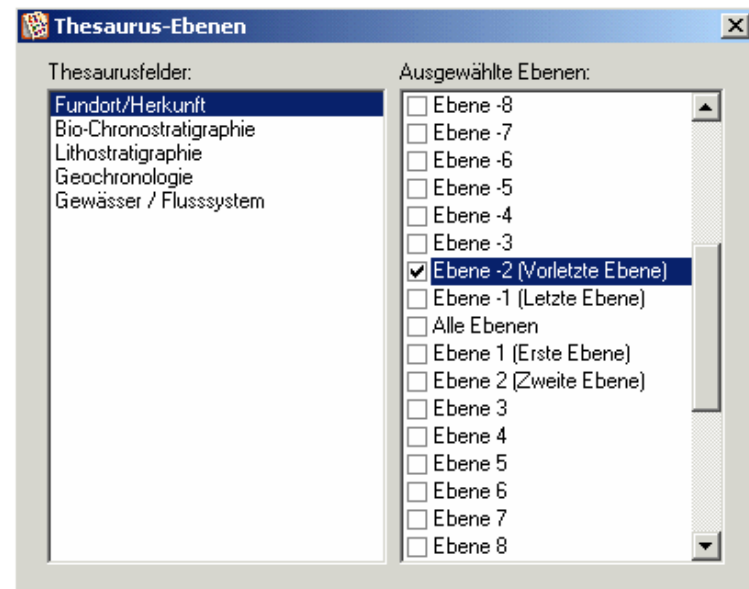 Thesaurus-Ebenen
Thesaurusfelder:
Fundort/Herkunft
Bio-Chronostratigraphie
Lithostratigraphie
Geochronologie
Gewässer / Flusssystem
Ausgewählte Ebenen:
Ebene -8
Ebene -7
Ebene -6
Ebene -5
Ebene -4
Ebene -3
Ebene -2 (Vorletzte Ebene)
Ebene -1 (Letzte Ebene)
Alle Ebenen
Ebene 1 (Erste Ebene)
Ebene 2 (Zweite Ebene)
Ebene 3
Ebene 4
Ebene 5
Ebene 6
Ebene 7
Ebene 8